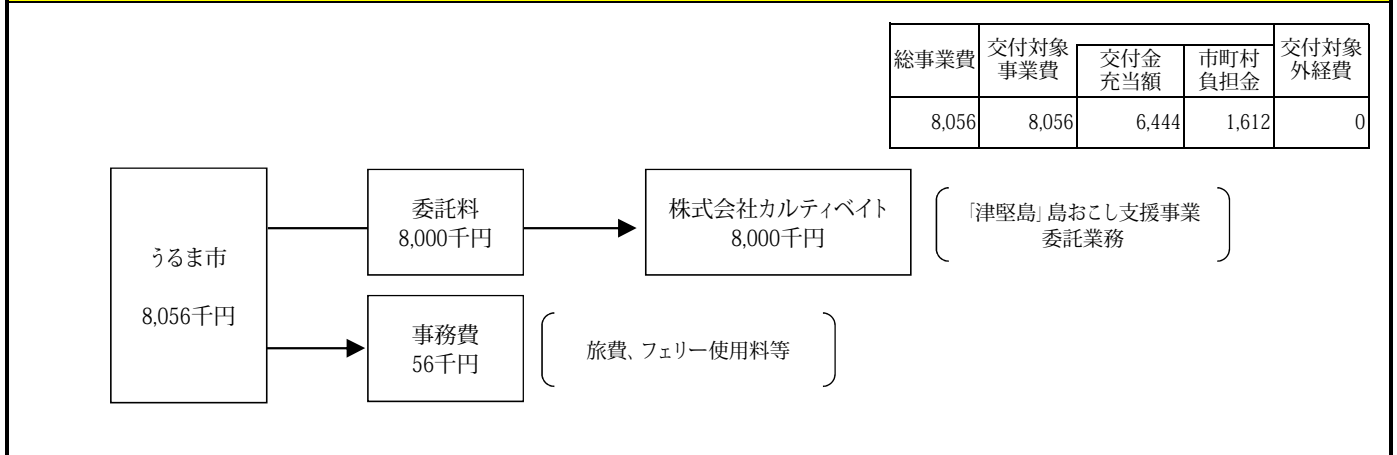 総事業費
交付対象
事業費
交付金
充当額
市町村
負担金
交付対象
外経費
8,056
8,056
6,444
1,612
0
うるま市
8,056千円
委託料
8,000千円
株式会社カルティベイト
8,000千円
「津堅島」島おこし支援事業
委託業務
事務費
56千円
旅費、フェリー使用料等